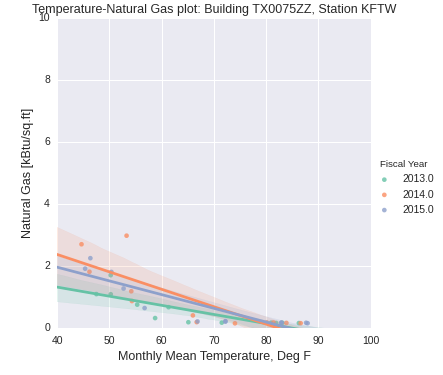 Temperature-Natural Gas plot: Building TX0075ZZ, Station KFTW
10
8
6
4
2
0
Natural Gas [kBtu/sq.ft]
40 50 60 70 80 90 100
Monthly Mean Temperature, Deg F
Fiscal Year
2013.0
2014.0
2015.0